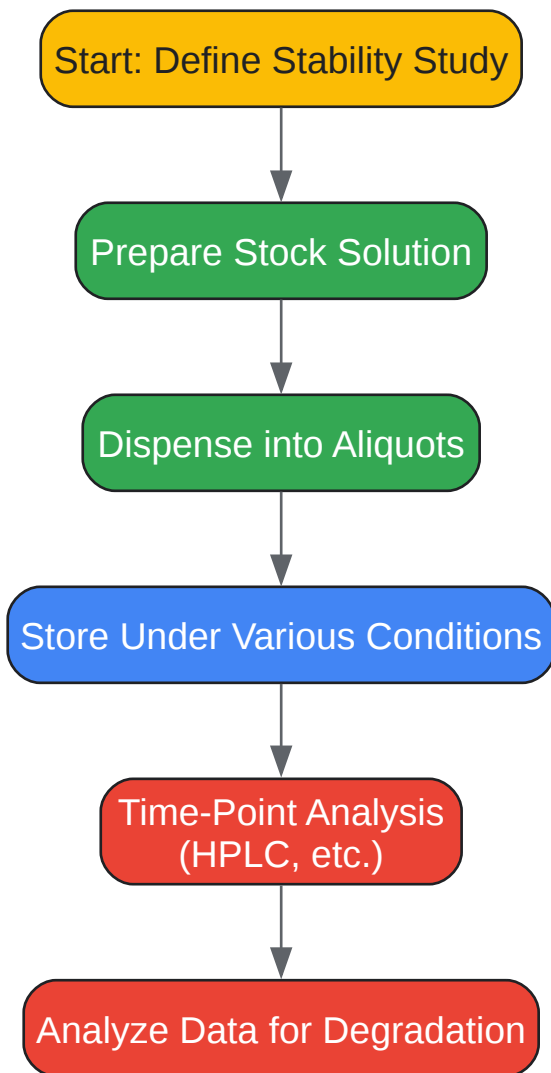 Start: Define Stability Study
Prepare Stock Solution
Dispense into Aliquots
Store Under Various Conditions
Time-Point Analysis
(HPLC, etc.)
Analyze Data for Degradation